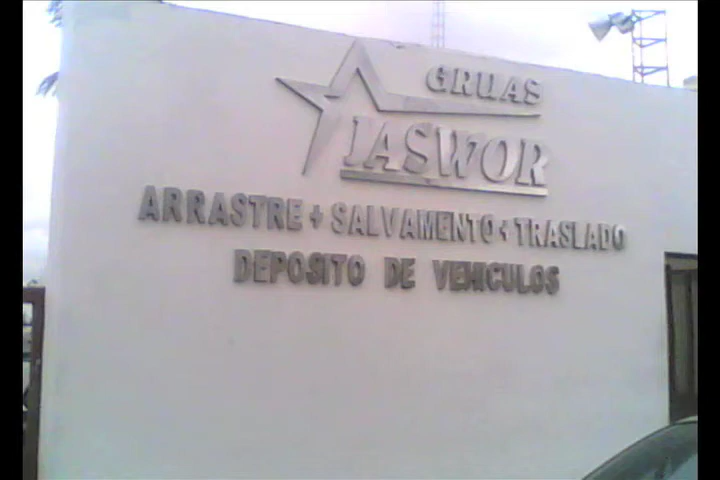 GRUAS
IASWOR
ARRASTRE + SALVAMENTO + TRASLADO
DEPOSITO DE VEHICULOS